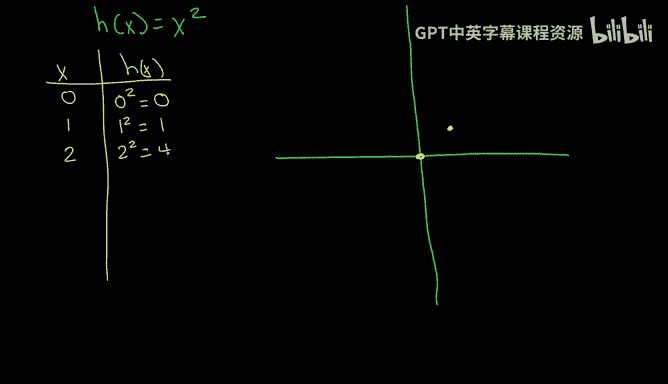 h(x) = x²
GPT中英字幕课程资源 bilibili
x h(x)
0 0² = 0
1 1² = 1
2 2² = 4